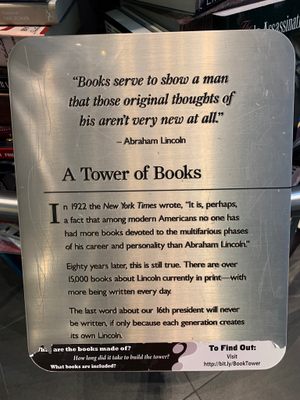 "Books serve to show a man
that those original thoughts of
his aren't very new at all."
– Abraham Lincoln
A Tower of Books
In 1922 the New York Times wrote, "It is, perhaps,
a fact that among modern Americans no one has
had more books devoted to the multifarious phases
of his career and personality than Abraham Lincoln."
Eighty years later, this is still true. There are over
15,000 books about Lincoln currently in print—with
more being written every day.
The last word about our 16th president will never
be written, if only because each generation creates
its own Lincoln.
are the books made of?
How long did it take to build the tower?
What books are included?
To Find Out:
Visit
http://bit.ly/BookTower